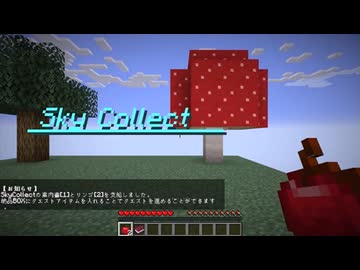 Sky Collect
【お知らせ】
SkyCollectの案内書[1]とリンゴ[2]を支給しました。
納品BOXにクエストアイテムを入れることでクエストを進めることができます